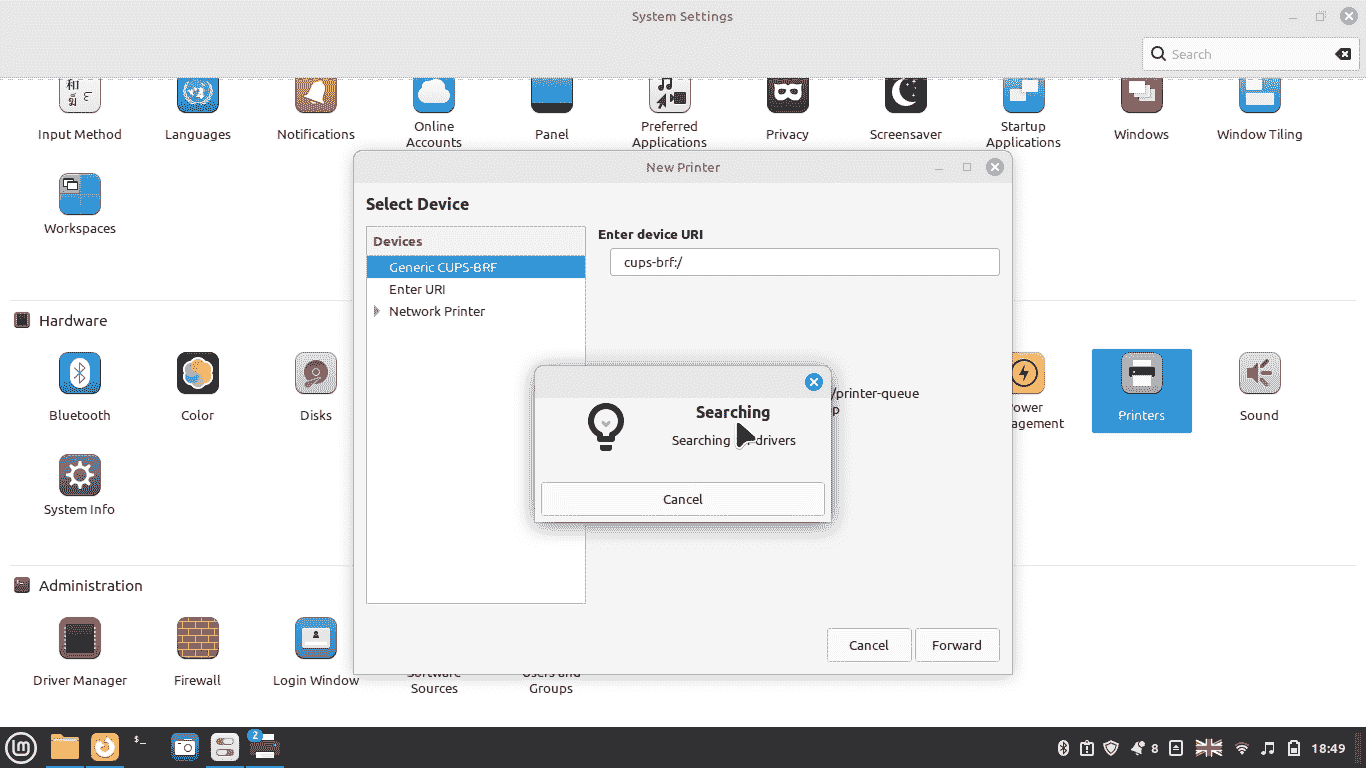 System Settings
Search
Input Method
Languages
Notifications
Online
Accounts
Panel
Preferred
Applications
Privacy
Screensaver
Startup
Applications
Windows
Window Tiling
Workspaces
New Printer
Select Device
Devices
Generic CUPS-BRF
Enter URI
Network Printer
Enter device URI
cups-brf:/
/printer-queue
p
Searching
Searching drivers
Cancel
Cancel
Forward
Hardware
Bluetooth
Color
Disks
ower
agement
Printers
Sound
System Info
Administration
Driver Manager
Firewall
Login Window
Software
Sources
Users and
Groups
2
8
18:49